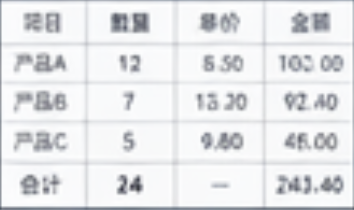 项目 数量 单价 金额
产品A 12 8.50 102.00
产品B 7 13.20 92.40
产品C 5 9.80 00
合计 24 — 243.40